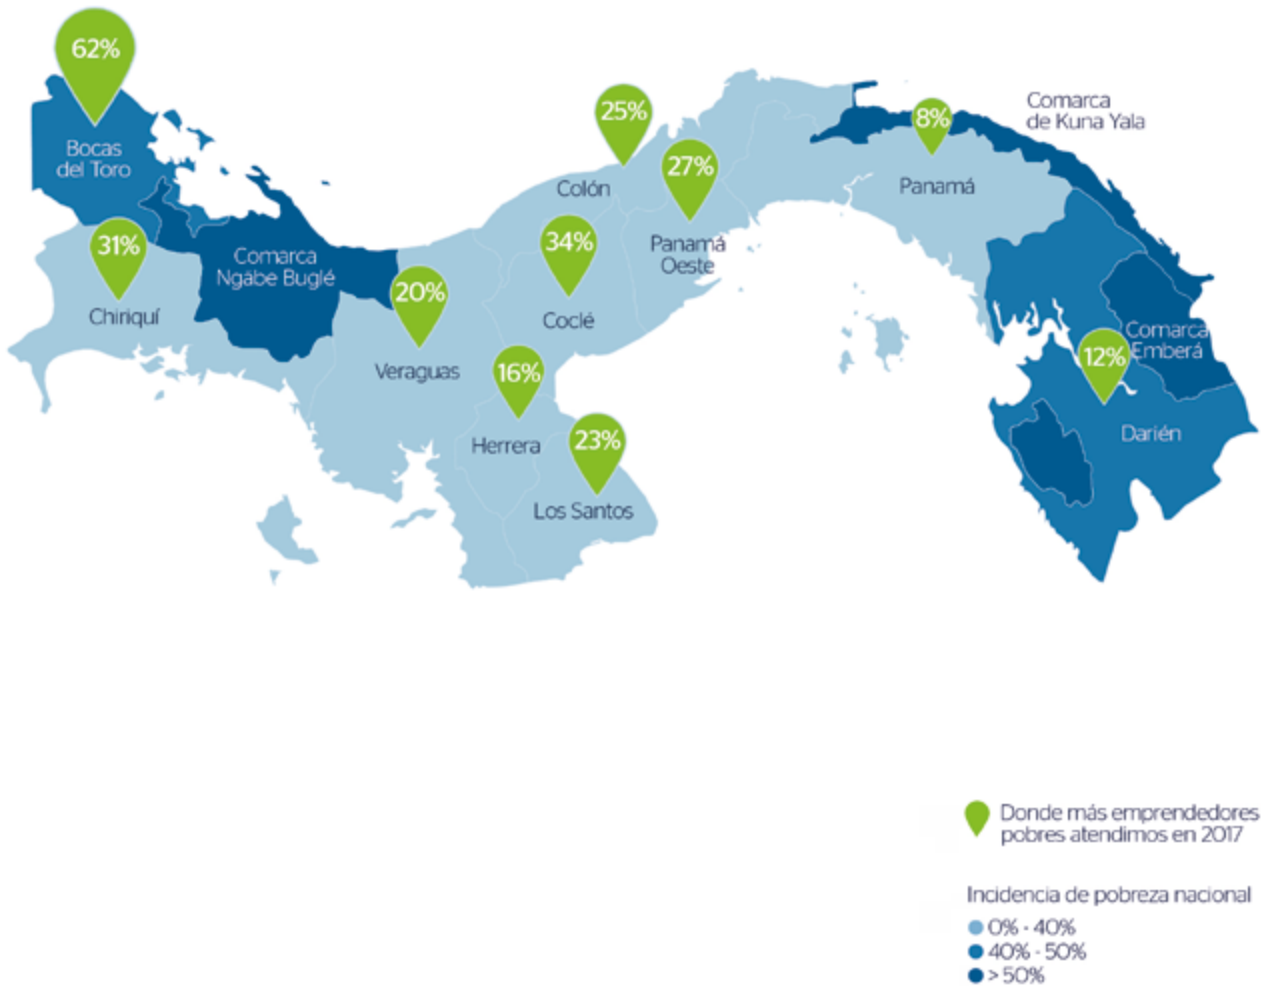 62%
Bocas
del Toro
31%
Chiriquí
Comarca
Ngäbe Buglé
20%
Veraguas
25%
Colón
27%
Panamá
Oeste
34%
Coclé
16%
Herrera
23%
Los Santos
8%
Panamá
Comarca
de Kuna Yala
Comarca
Emberá
12%
Darién
Donde más emprendedores
pobres atendimos en 2017
Incidencia de pobreza nacional
0% - 40%
40% - 50%
> 50%